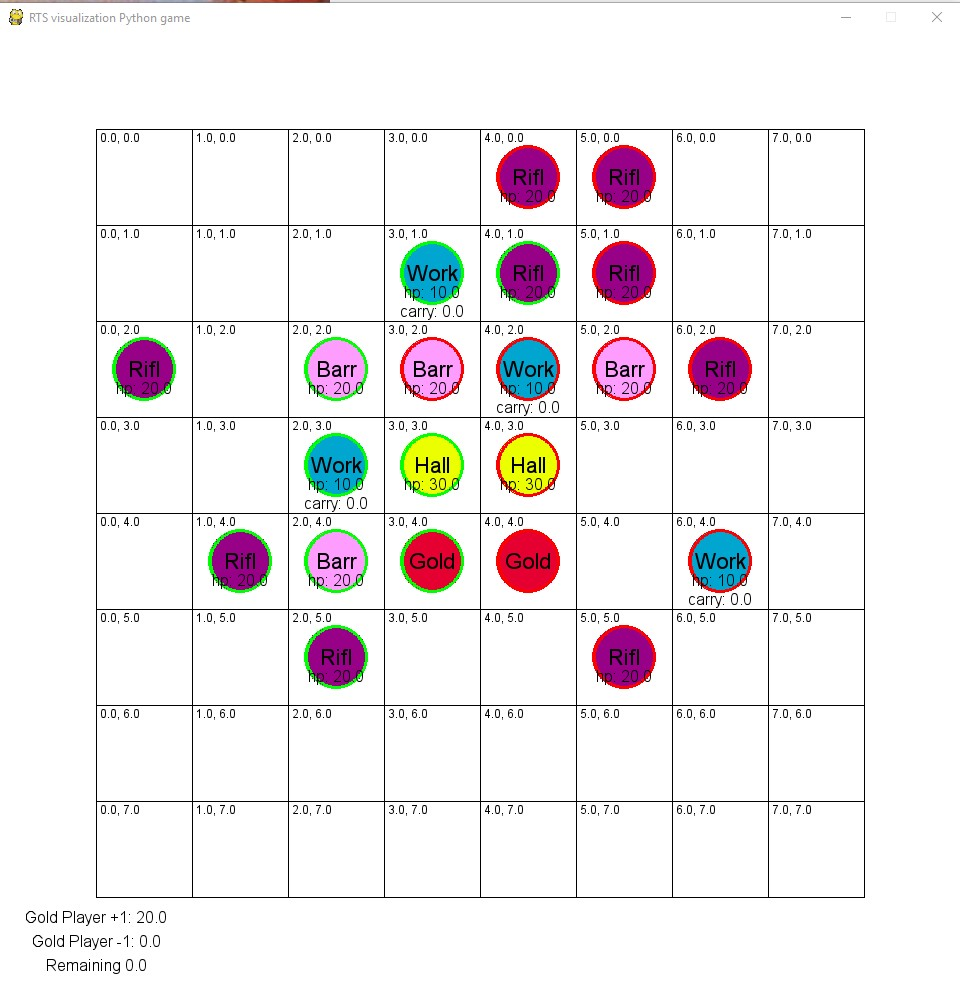 RTS visualization Python game
0.0, 0.0 1.0, 0.0 2.0, 0.0 3.0, 0.0 4.0, 0.0 5.0, 0.0 6.0, 0.0 7.0, 0.0
Rifl Rifl
hp: 20.0 hp: 20.0
0.0, 1.0 1.0, 1.0 2.0, 1.0 3.0, 1.0 4.0, 1.0 5.0, 1.0 6.0, 1.0 7.0, 1.0
Work Rifl Rifl
hp: 10.0 hp: 20.0 hp: 20.0
carry: 0.0
0.0, 2.0 1.0, 2.0 2.0, 2.0 3.0, 2.0 4.0, 2.0 5.0, 2.0 6.0, 2.0 7.0, 2.0
Rifl Barr Barr Work Barr Rifl
hp: 20.0 hp: 20.0 hp: 20.0 hp: 10.0 hp: 20.0 hp: 20.0
carry: 0.0
0.0, 3.0 1.0, 3.0 2.0, 3.0 3.0, 3.0 4.0, 3.0 5.0, 3.0 6.0, 3.0 7.0, 3.0
Work Hall Hall
hp: 10.0 hp: 30.0 hp: 30.0
carry: 0.0
0.0, 4.0 1.0, 4.0 2.0, 4.0 3.0, 4.0 4.0, 4.0 5.0, 4.0 6.0, 4.0 7.0, 4.0
Rifl Barr Gold Gold Work
hp: 20.0 hp: 20.0 hp: 10.0
carry: 0.0
0.0, 5.0 1.0, 5.0 2.0, 5.0 3.0, 5.0 4.0, 5.0 5.0, 5.0 6.0, 5.0 7.0, 5.0
Rifl Rifl
hp: 20.0 hp: 20.0
0.0, 6.0 1.0, 6.0 2.0, 6.0 3.0, 6.0 4.0, 6.0 5.0, 6.0 6.0, 6.0 7.0, 6.0
0.0, 7.0 1.0, 7.0 2.0, 7.0 3.0, 7.0 4.0, 7.0 5.0, 7.0 6.0, 7.0 7.0, 7.0
Gold Player +1: 20.0
Gold Player -1: 0.0
Remaining 0.0